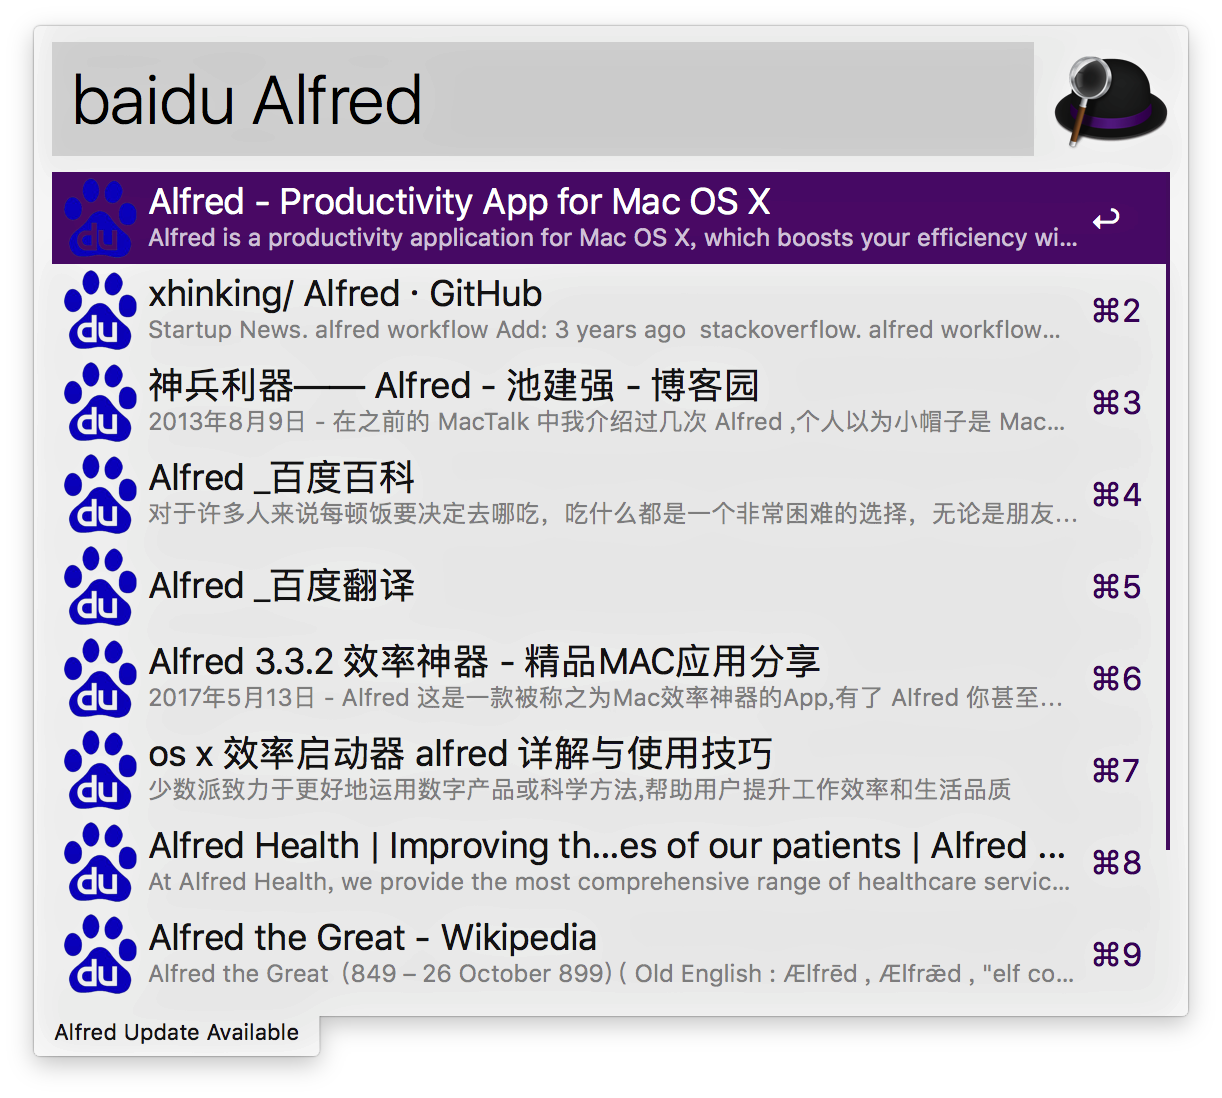 baidu Alfred
Alfred - Productivity App for Mac OS X
Alfred is a productivity application for Mac OS X, which boosts your efficiency wi...
du
xhinking/ Alfred · GitHub
Startup News. alfred workflow Add: 3 years ago  stackoverflow. alfred workflow...
⌘2
du
神兵利器—— Alfred - 池建强 - 博客园
2013年8月9日 - 在之前的 MacTalk 中我介绍过几次 Alfred ,个人以为小帽子是 Mac...
⌘3
du
Alfred _百度百科
对于许多人来说每顿饭要决定去哪吃，吃什么都是一个非常困难的选择，无论是朋友...
⌘4
du
Alfred _百度翻译
⌘5
du
Alfred 3.3.2 效率神器 - 精品MAC应用分享
2017年5月13日 - Alfred 这是一款被称之为Mac效率神器的App,有了 Alfred 你甚至...
⌘6
du
os x 效率启动器 alfred 详解与使用技巧
少数派致力于更好地运用数字产品或科学方法,帮助用户提升工作效率和生活品质
⌘7
du
Alfred Health | Improving th...es of our patients | Alfred ...
At Alfred Health, we provide the most comprehensive range of healthcare servic...
⌘8
du
Alfred the Great - Wikipedia
Alfred the Great  (849 – 26 October 899) ( Old English : Ælfrēd , Ælfrǣd , "elf co...
⌘9
du
Alfred Update Available